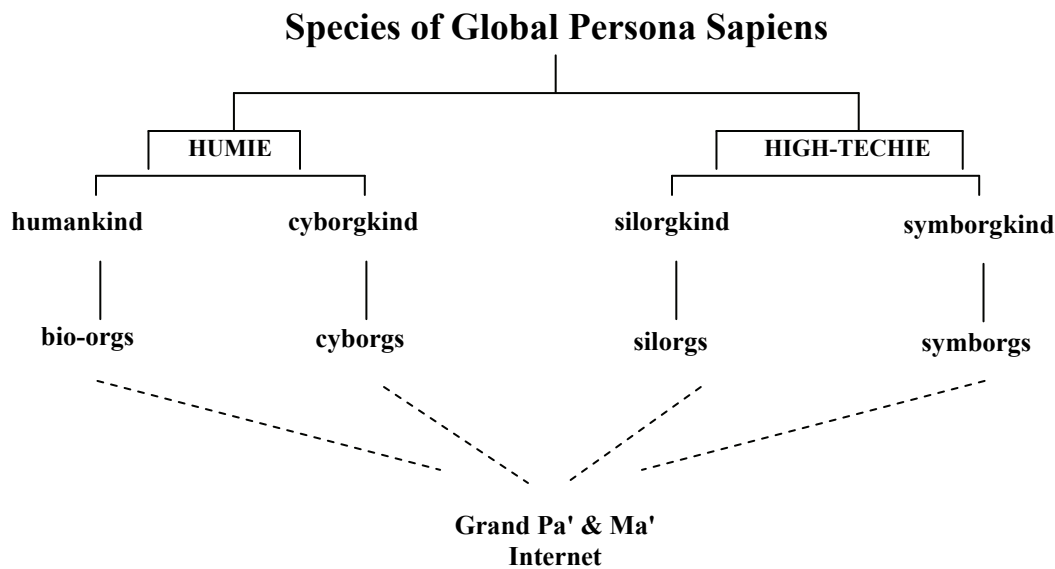 Species of Global Persona Sapiens
HUMIE HIGH-TECHIE
humankind cyborgkind silorgkind symborgkind
bio-orgs cyborgs silorgs symborgs
Grand Pa' & Ma'
Internet